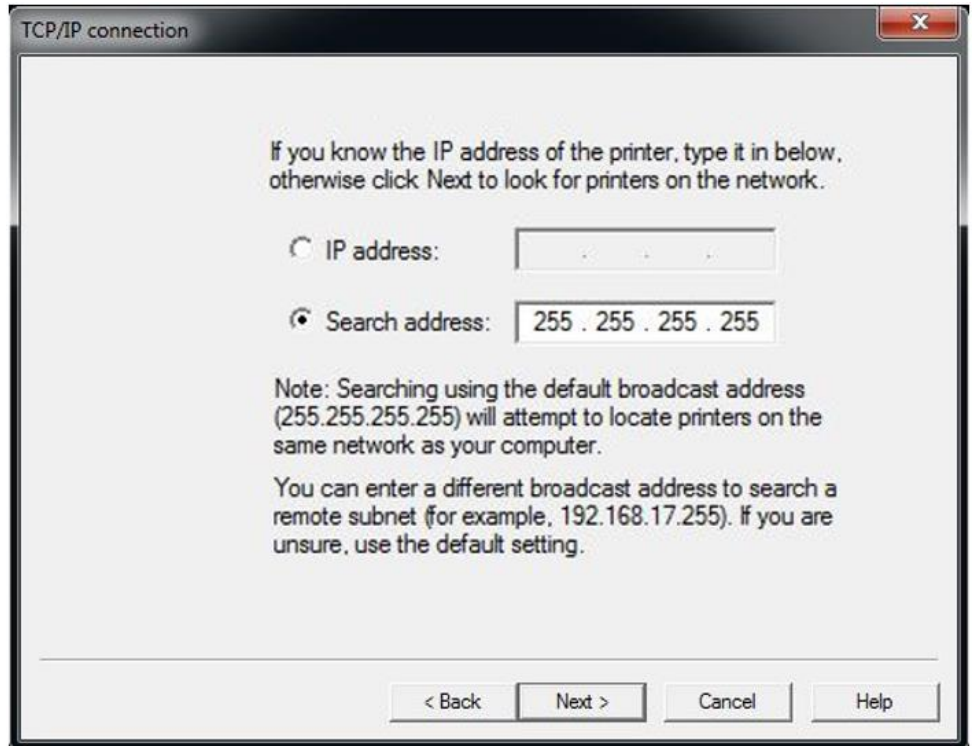 TCP/IP connection
If you know the IP address of the printer, type it in below,
otherwise click Next to look for printers on the network.
IP address: . . .
Search address: 255 . 255 . 255 . 255
Note: Searching using the default broadcast address
(255.255.255.255) will attempt to locate printers on the
same network as your computer.
You can enter a different broadcast address to search a
remote subnet (for example, 192.168.17.255). If you are
unsure, use the default setting.
< Back Next > Cancel Help